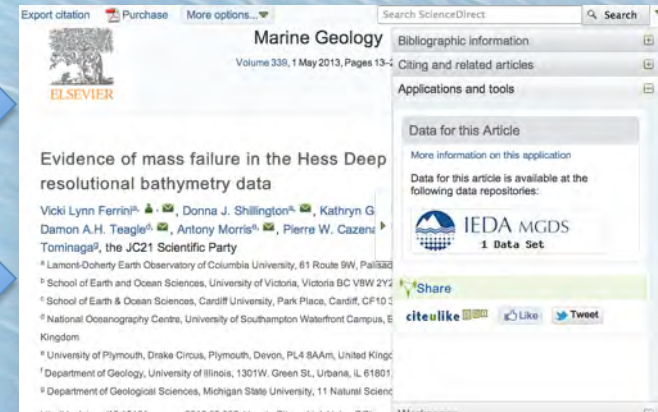 Export citation Purchase More options...
Search ScienceDirect Search
ELSEVIER
Marine Geology
Volume 339, 1 May 2013, Pages 13–2
Evidence of mass failure in the Hess Deep
resolutional bathymetry data
Vicki Lynn Ferrini a, , Donna J. Shillington a, , Kathryn G
Damon A.H. Teagle d, , Antony Morris e, , Pierre W. Cazena
Tominaga g, the JC21 Scientific Party
a Lamont-Doherty Earth Observatory of Columbia University, 61 Route 9W, Palisad
b School of Earth and Ocean Sciences, University of Victoria, Victoria BC V8W 2Y2
c School of Earth & Ocean Sciences, Cardiff University, Park Place, Cardiff, CF10 3
d National Oceanography Centre, University of Southampton Waterfront Campus, E
Kingdom
e University of Plymouth, Drake Circus, Plymouth, Devon, PL4 8AAm, United Kingd
f Department of Geology, University of Illinois, 1301W. Green St., Urbana, IL 61801
g Department of Geological Sciences, Michigan State University, 11 Natural Scienc
Bibliographic information
Citing and related articles
Applications and tools
Data for this Article
More information on this application
Data for this article is available at the
following data repositories:
IEDA MGDS
1 Data Set
Share
citeulike Like Tweet